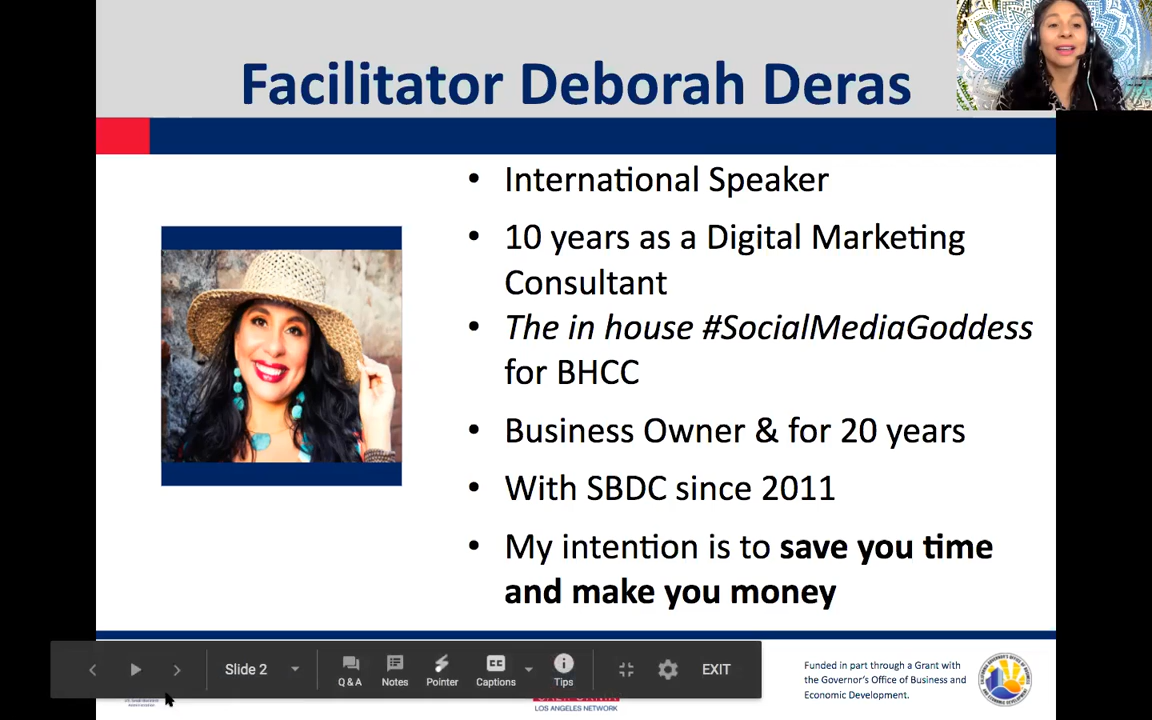 Facilitator Deborah Deras
• International Speaker
• 10 years as a Digital Marketing
Consultant
• The in house #SocialMediaGoddess
for BHCC
• Business Owner & for 20 years
• With SBDC since 2011
• My intention is to save you time
and make you money
Slide 2
Q & A
Notes
Pointer
CC
Captions
Tips
EXIT
LOS ANGELES NETWORK
Funded in part through a Grant with
the Governor's Office of Business and
Economic Development.